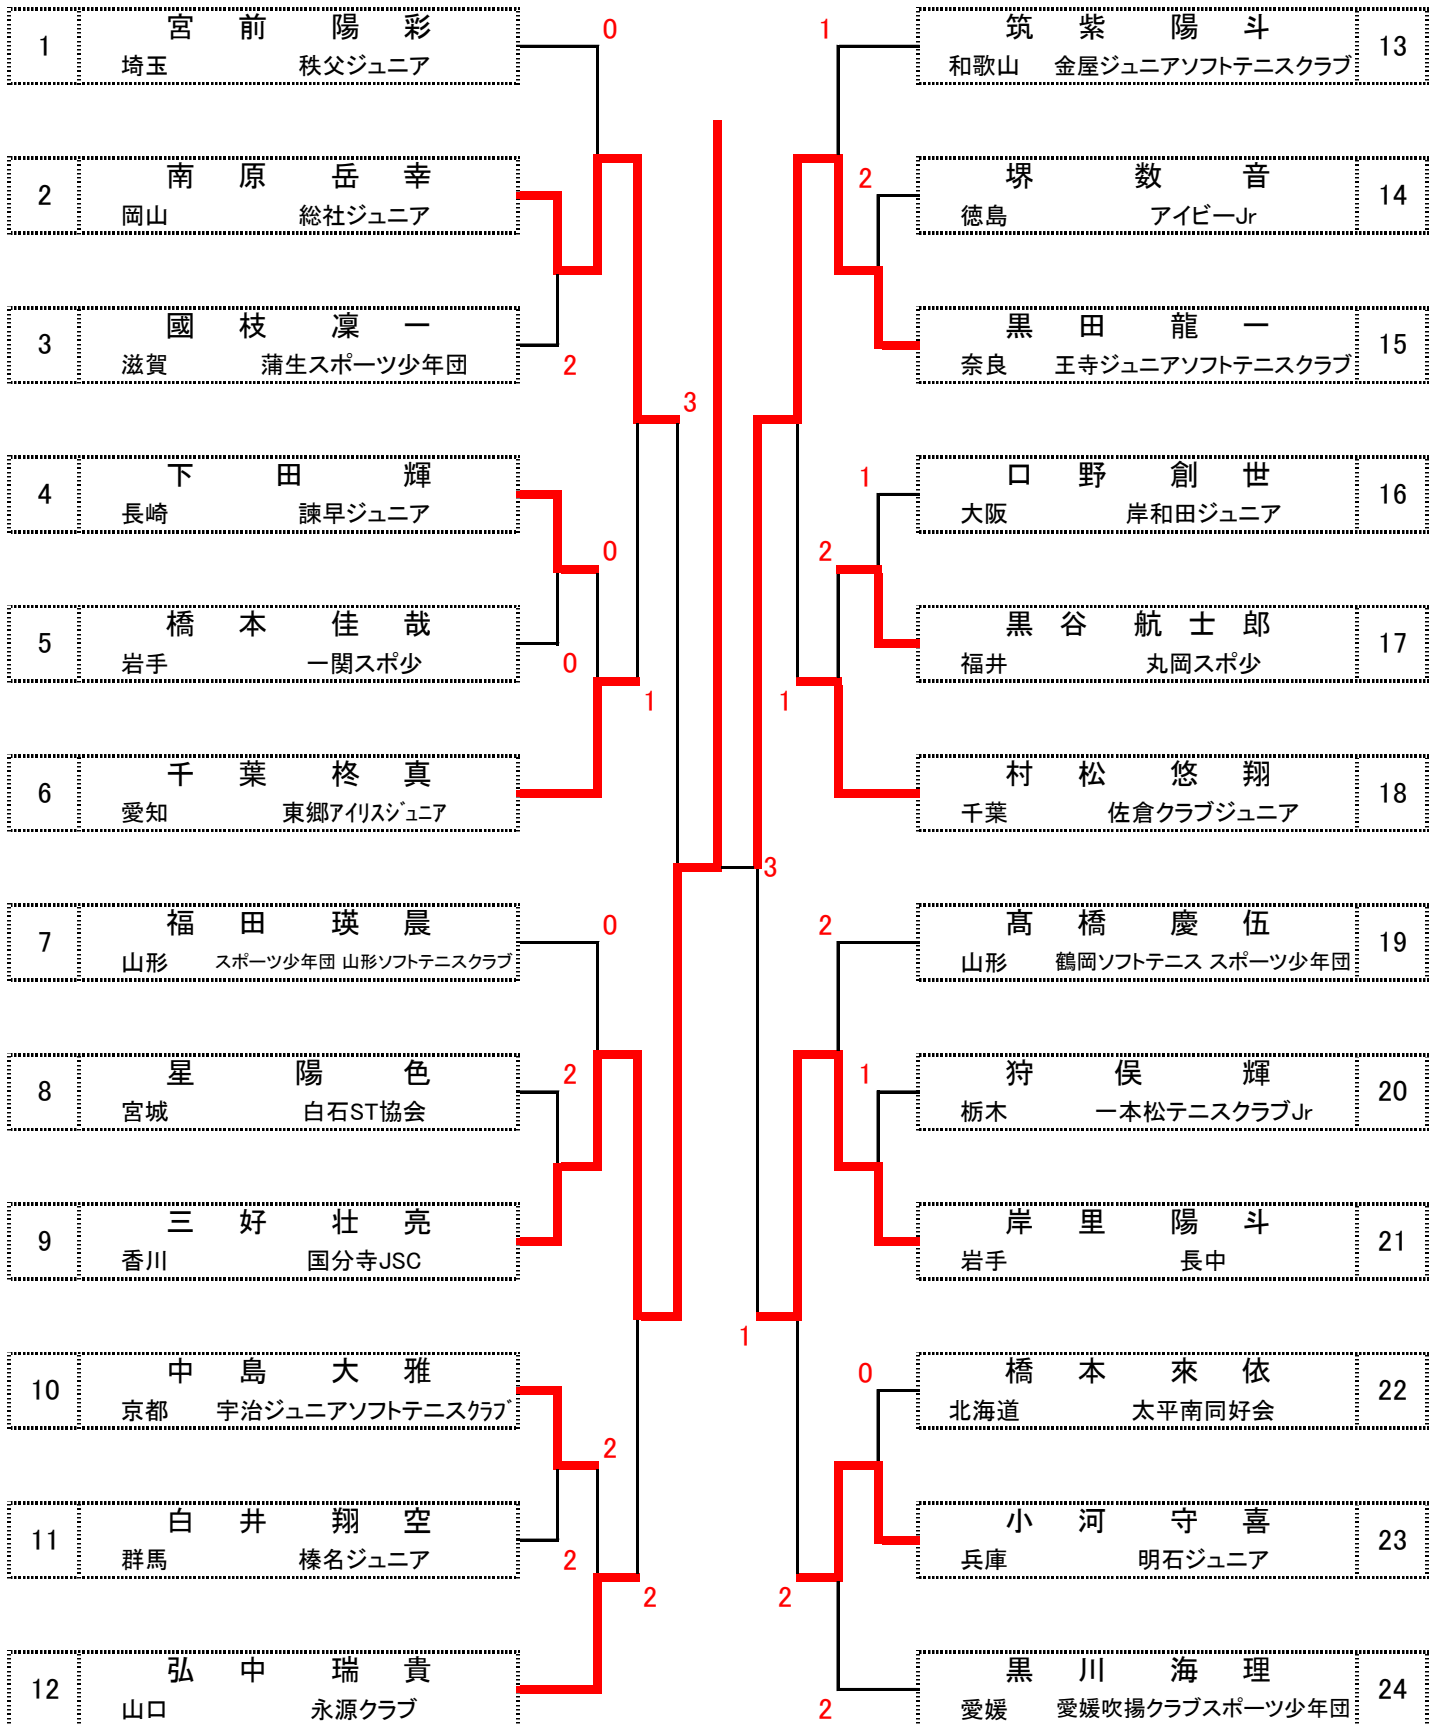 1 宮前陽彩
埼玉 秩父ジュニア
0
2 南原岳幸
岡山 総社ジュニア
3 國枝凜一
滋賀 蒲生スポーツ少年団
2
3
4 下田輝
長崎 諫早ジュニア
0
5 橋本佳哉
岩手 一関スポ少
0
1
6 千葉柊真
愛知 東郷アイリスジュニア
7 福田瑛晨
山形 スポーツ少年団 山形ソフトテニスクラブ
0
8 星陽色
宮城 白石ST協会
2
9 三好壮亮
香川 国分寺JSC
10 中島大雅
京都 宇治ジュニアソフトテニスクラブ
2
11 白井翔空
群馬 榛名ジュニア
2
2
12 弘中瑞貴
山口 永源クラブ
1
筑紫陽斗 13
和歌山 金屋ジュニアソフトテニスクラブ
2
堺数音 14
徳島 アイビーJr
黒田龍一 15
奈良 王寺ジュニアソフトテニスクラブ
1
口野創世 16
大阪 岸和田ジュニア
2
黒谷航士郎 17
福井 丸岡スポ少
1
村松悠翔 18
千葉 佐倉クラブジュニア
3
2
髙橋慶伍 19
山形 鶴岡ソフトテニス スポーツ少年団
1
狩俣輝 20
栃木 一本松テニスクラブJr
岸里陽斗 21
岩手 長中
1
0
橋本來依 22
北海道 太平南同好会
小河守喜 23
兵庫 明石ジュニア
2
黒川海理 24
愛媛 愛媛吹揚クラブスポーツ少年団
2